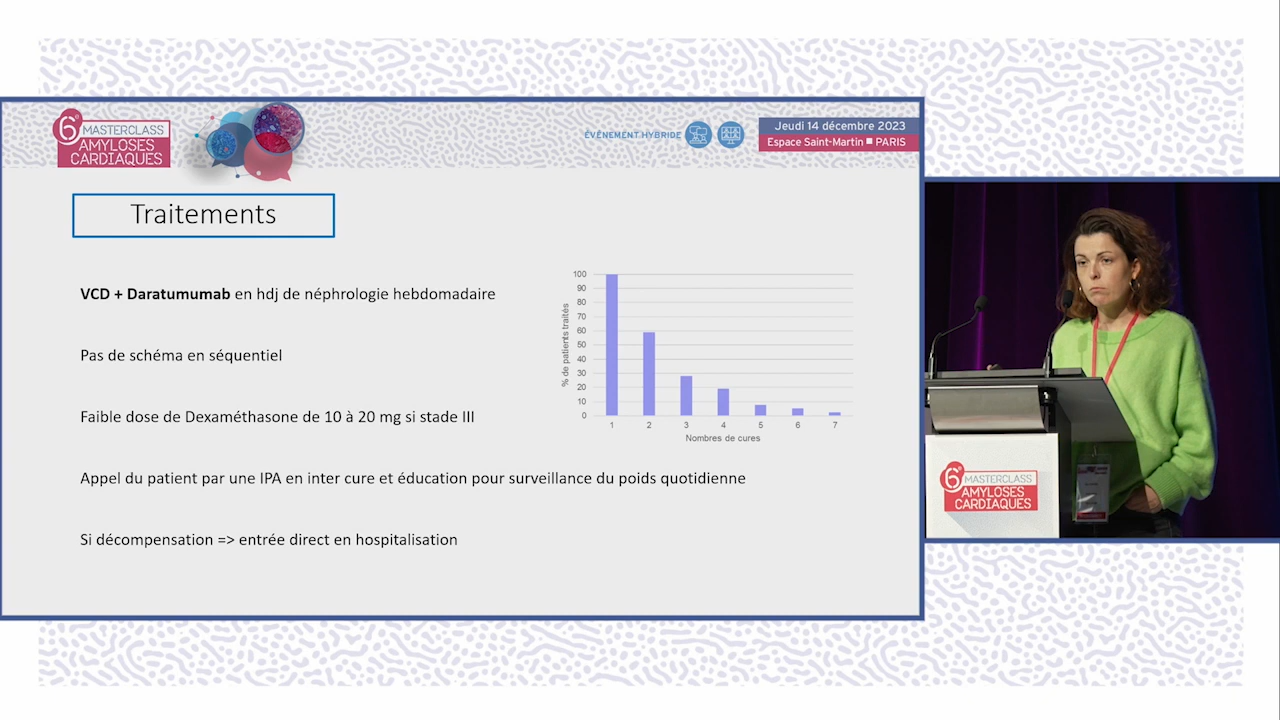 6e
MASTERCLASS
AMYLOSES
CARDIAQUES
ÉVÉNEMENT HYBRIDE
Jeudi 14 décembre 2023
Espace Saint-Martin ■ PARIS
Traitements
VCD + Daratumumab en hdj de néphrologie hebdomadaire
Pas de schéma en séquentiel
Faible dose de Dexaméthasone de 10 à 20 mg si stade III
Appel du patient par une IPA en inter cure et éducation pour surveillance du poids quotidienne
Si décompensation => entrée direct en hospitalisation
% de patients traités
100
90
80
70
60
50
40
30
20
10
0
1 2 3 4 5 6 7
Nombres de cures
6e
MASTERCLASS
AMYLOSES
CARDIAQUES